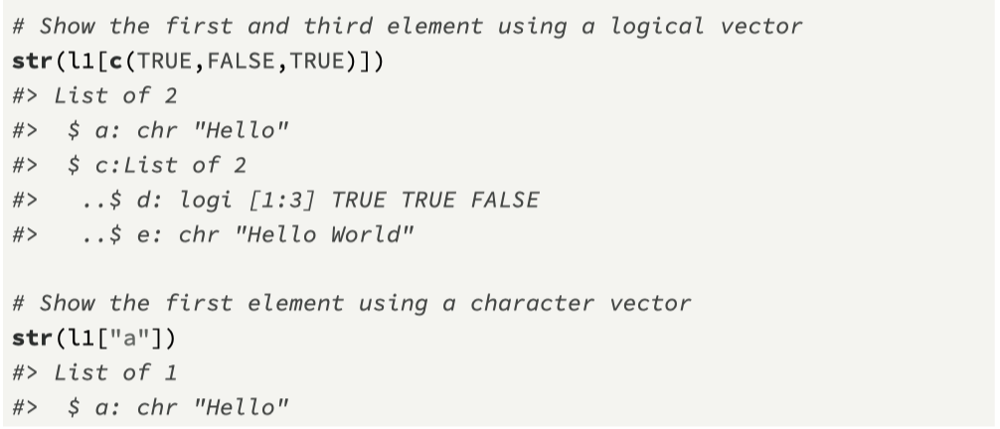 # Show the first and third element using a logical vector
str(l1[c(TRUE,FALSE,TRUE)])
#> List of 2
#>  $ a: chr "Hello"
#>  $ c:List of 2
#>   ..$ d: logi [1:3] TRUE TRUE FALSE
#>   ..$ e: chr "Hello World"

# Show the first element using a character vector
str(l1["a"])
#> List of 1
#>  $ a: chr "Hello"